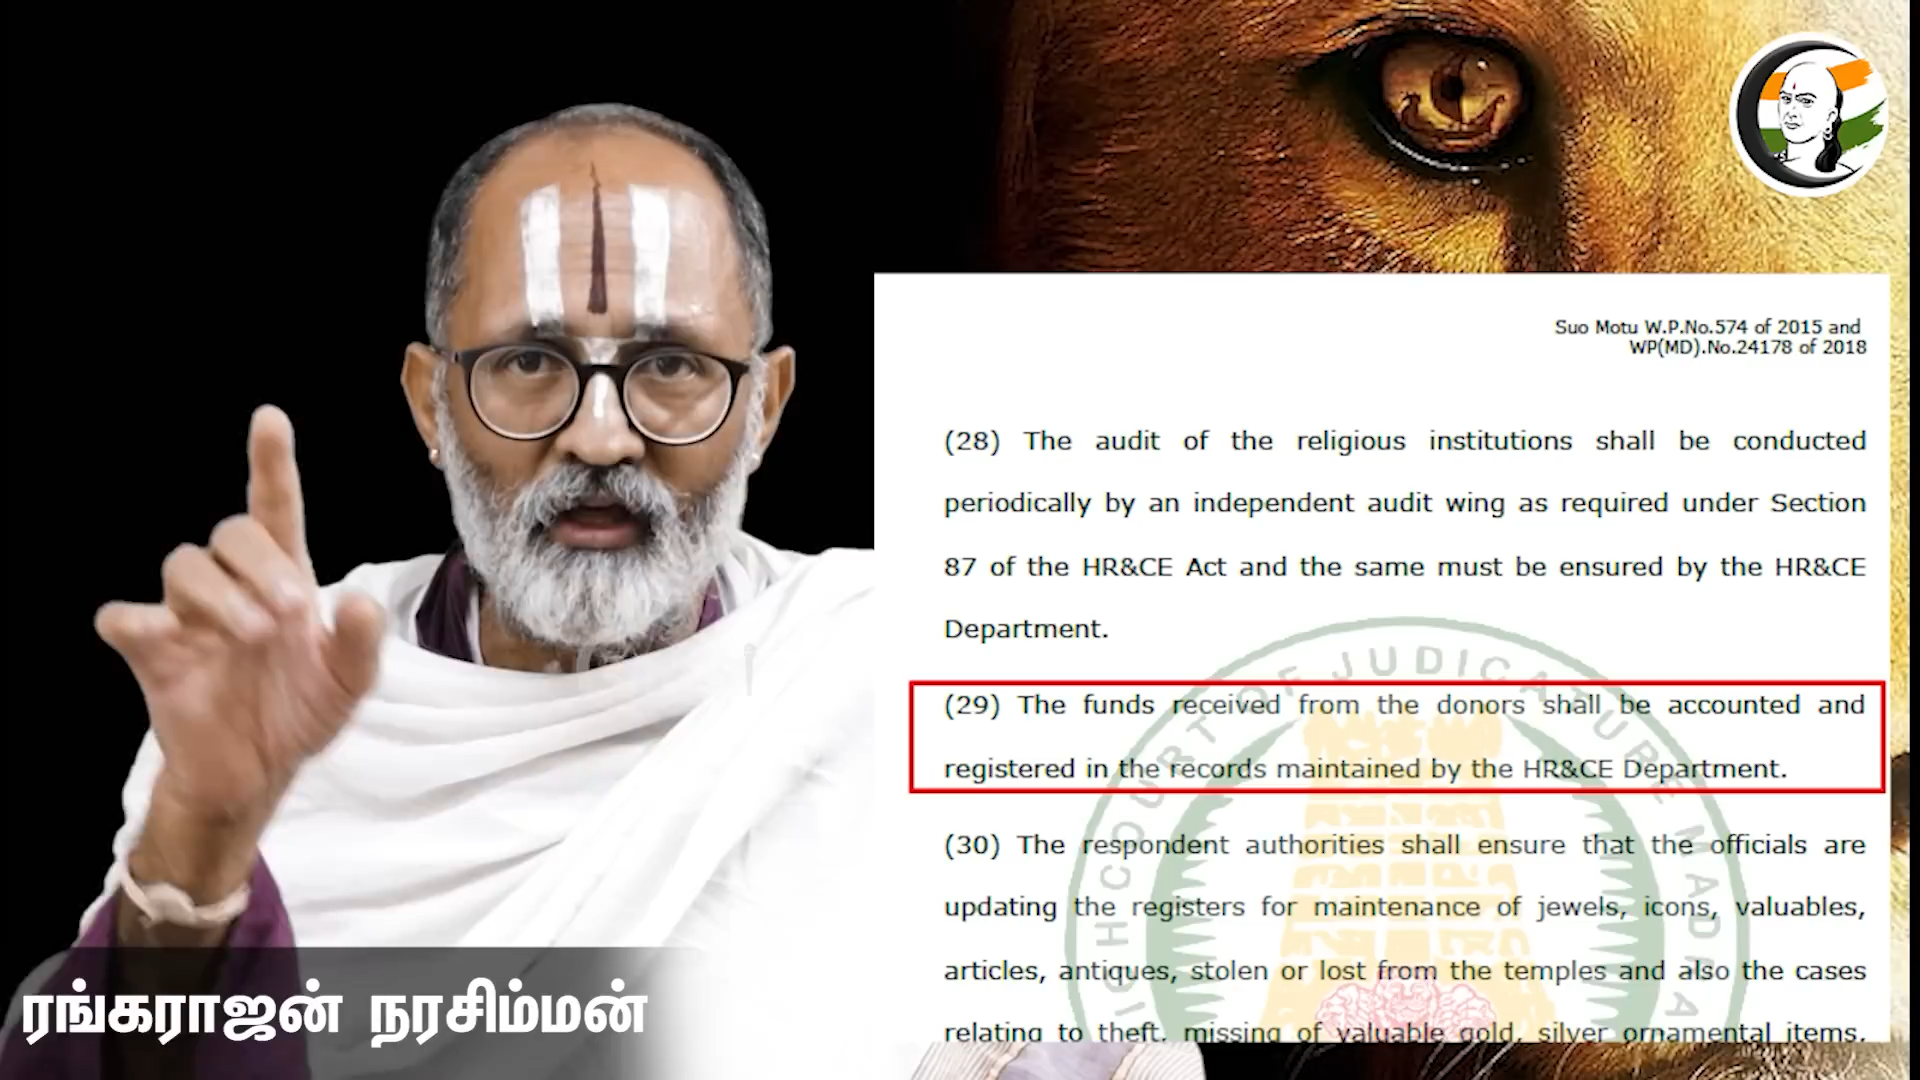 Suo Motu W.P.No.574 of 2015 and
WP(MD).No.24178 of 2018
(28) The audit of the religious institutions shall be conducted
periodically by an independent audit wing as required under Section
87 of the HR&CE Act and the same must be ensured by the HR&CE
Department.
(29) The funds received from the donors shall be accounted and
registered in the records maintained by the HR&CE Department.
(30) The respondent authorities shall ensure that the officials are
updating the registers for maintenance of jewels, icons, valuables,
articles, antiques, stolen or lost from the temples and also the cases
relating to theft, missing of valuable gold, silver ornamental items,
HIGH COURT OF JUDICATURE MADRA
ரங்கராஜன் நரசிம்மன்